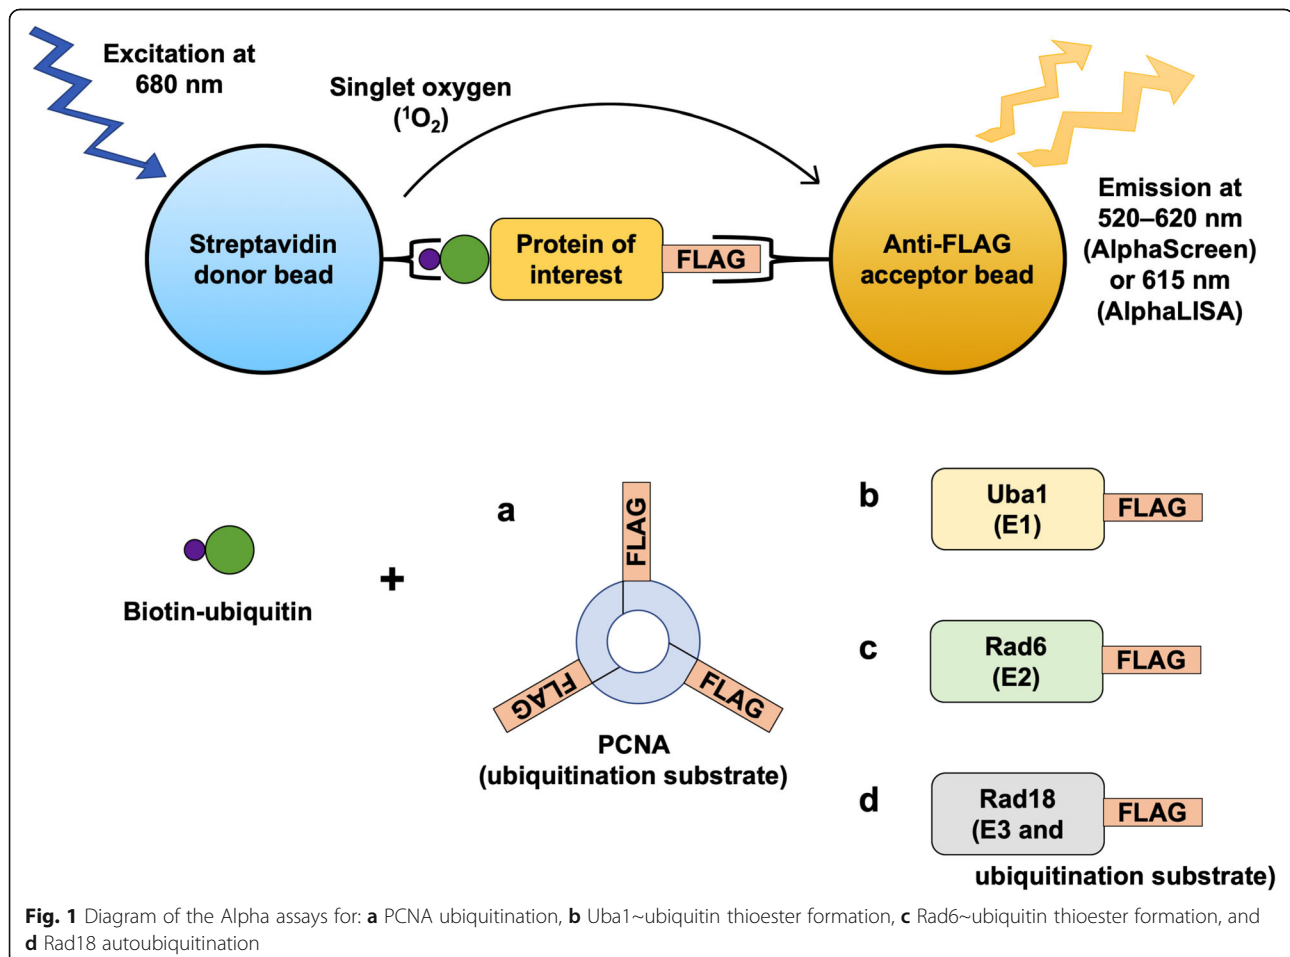 Excitation at
680 nm
Singlet oxygen
(¹O₂)
Streptavidin
donor bead
Protein of
interest
FLAG
Anti-FLAG
acceptor bead
Emission at
520–620 nm
(AlphaScreen)
or 615 nm
(AlphaLISA)
Biotin-ubiquitin
+
a
FLAG
FLAG
FLAG
PCNA
(ubiquitination substrate)
b
Uba1
(E1)
FLAG
c
Rad6
(E2)
FLAG
d
Rad18
(E3 and
FLAG
ubiquitination substrate)
Fig. 1 Diagram of the Alpha assays for: a PCNA ubiquitination, b Uba1~ubiquitin thioester formation, c Rad6~ubiquitin thioester formation, and
d Rad18 autoubiquitination